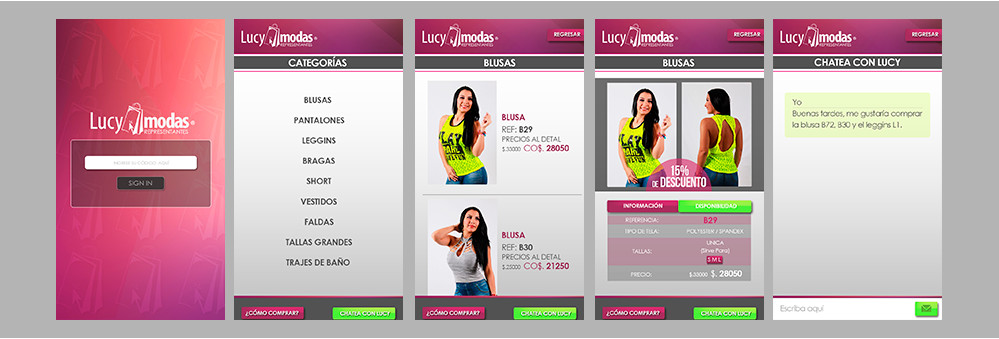 Lucy modas®
REPRESENTANTES
SIGN IN
Lucy modas®
REPRESENTANTES
CATEGORÍAS
BLUSAS
PANTALONES
LEGGINS
BRAGAS
SHORT
VESTIDOS
FALDAS
TALLAS GRANDES
TRAJES DE BAÑO
¿CÓMO COMPRAR?
CHATEA CON LUCY
Lucy modas®
REPRESENTANTES
REGRESAR
BLUSAS
BLUSA
REF: B29
PRECIOS AL DETAL
$ 33000 CO$. 28050
BLUSA
REF: B30
PRECIOS AL DETAL
$ 25000 CO$. 21250
¿CÓMO COMPRAR?
CHATEA CON LUCY
Lucy modas®
REPRESENTANTES
REGRESAR
BLUSAS
15%
DE DESCUENTO
INFORMACIÓN
DISPONIBILIDAD
REFERENCIA: B29
TIPO DE TELA: POLYESTER / SPANDEX
TALLAS: UNICA
(Sirve Para)
S M L
PRECIO: $ 33000 $. 28050
¿CÓMO COMPRAR?
CHATEA CON LUCY
Lucy modas®
REPRESENTANTES
REGRESAR
CHATEA CON LUCY
Yo
Buenas tardes, me gustaría comprar
la blusa B72, B30 y el leggins L1.
Escriba aquí